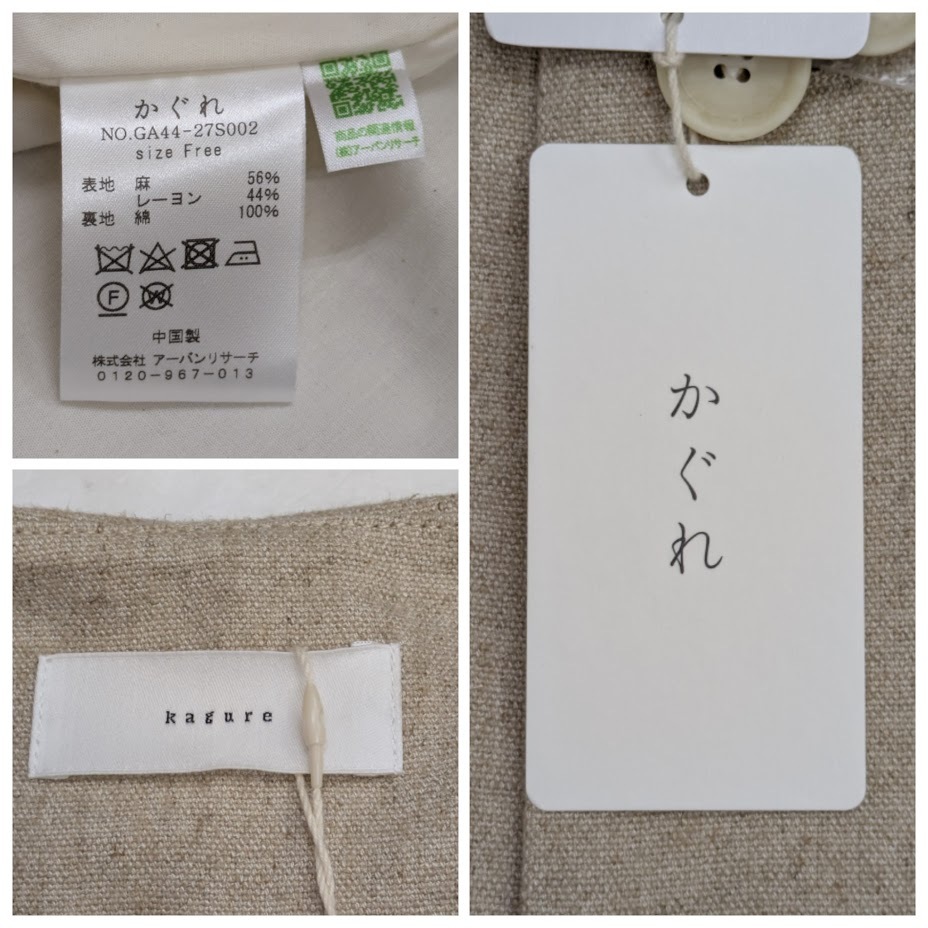 かぐれ
NO.GA44-27S002
size Free
表地 麻 56%
レーヨン 44%
裏地 綿 100%
F
W
中国製
株式会社 アーバンリサーチ
0120-967-013
商品の関連情報
(株)アーバンリサーチ
kagure
かぐれ